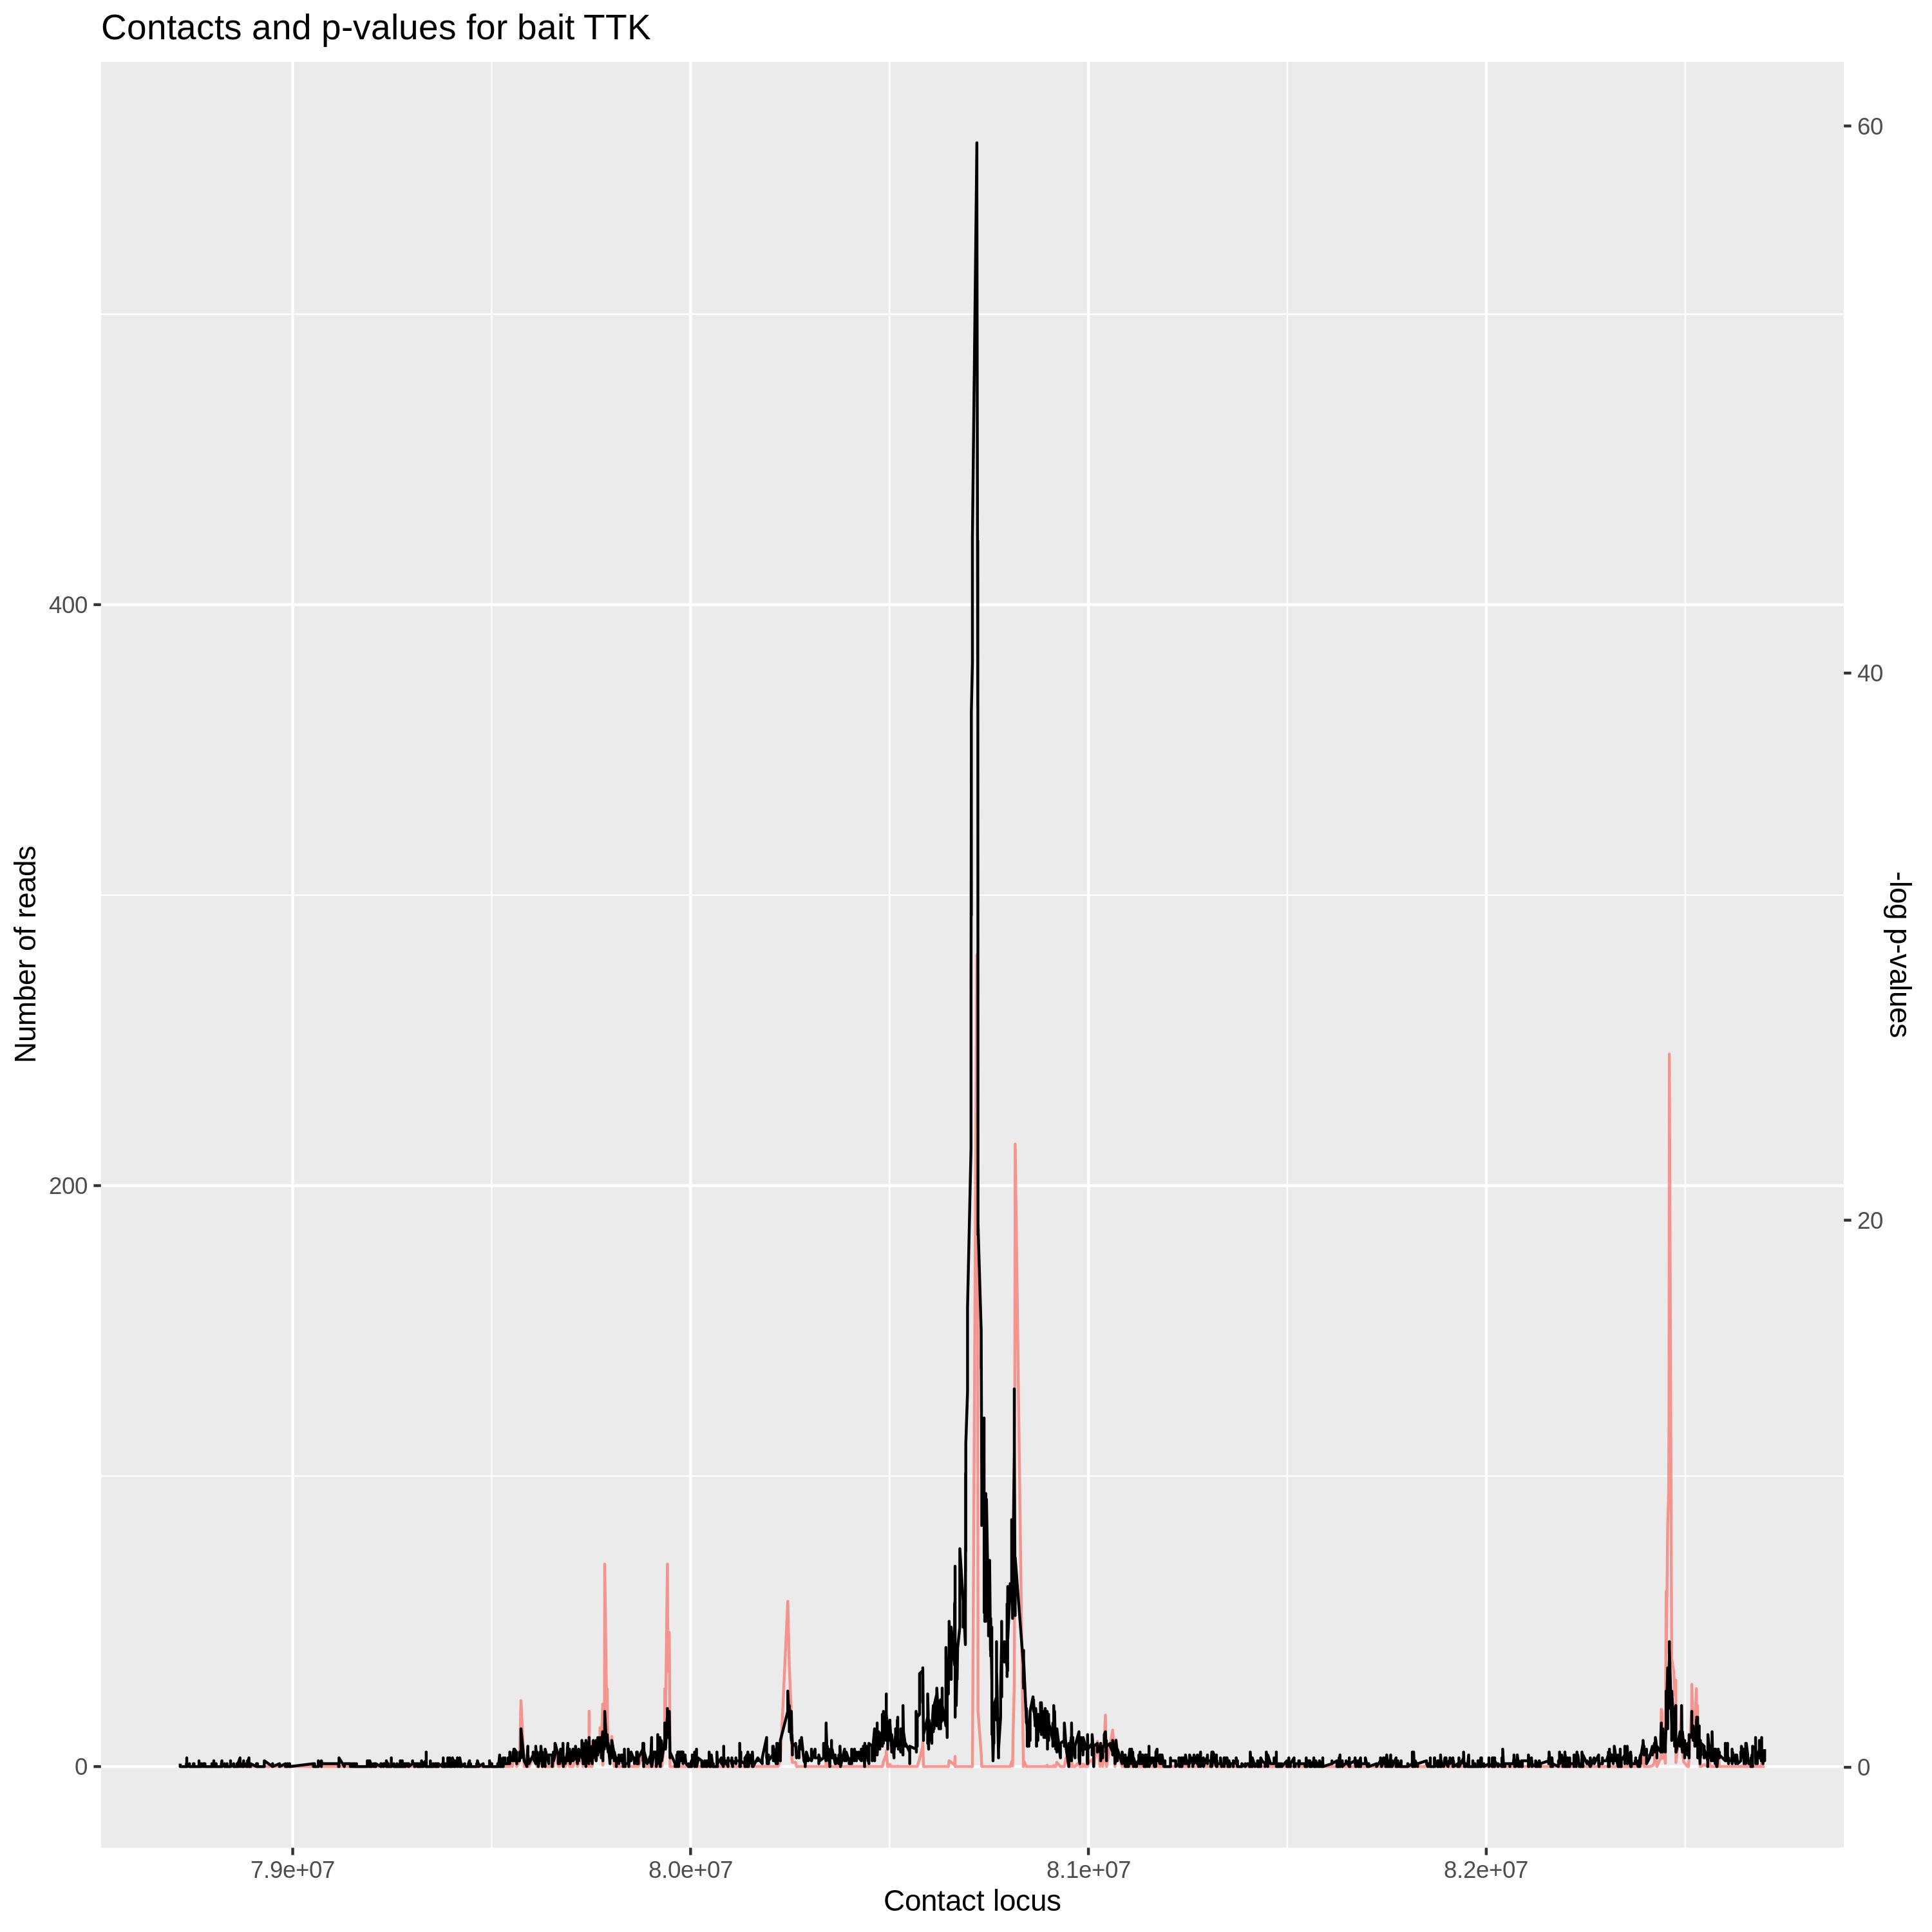 Contacts and p-values for bait TTK
60
400
40
Number of reads
-log p-values
200
20
0
0
7.9e+07
8.0e+07
8.1e+07
8.2e+07
Contact locus